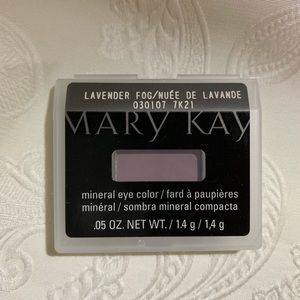 LAVENDER FOG/NUÉE DE LAVANDE
030107 7K21
MARY KAY
mineral eye color / fard à paupières
minéral / sombra mineral compacta
.05 OZ. NET WT. / 1.4 g / 1,4 g